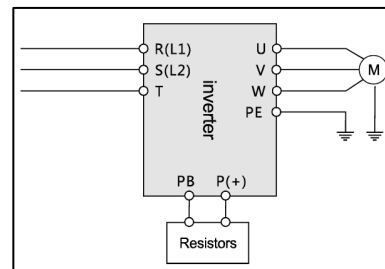 R(L1)
S(L2)
T
inverter
U
V
W
PE
M
PB P(+)
Resistors